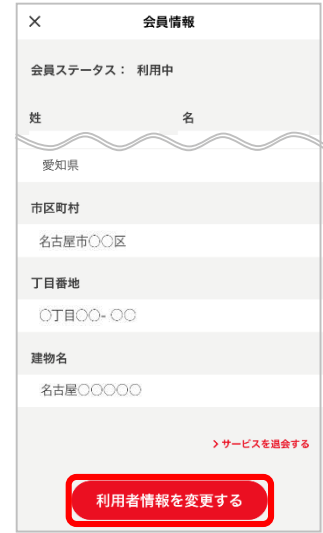 × 会員情報
会員ステータス： 利用中
姓 名
愛知県
市区町村
名古屋市〇〇区
丁目番地
〇丁目〇〇-〇〇
建物名
名古屋〇〇〇〇〇
> サービスを退会する
利用者情報を変更する